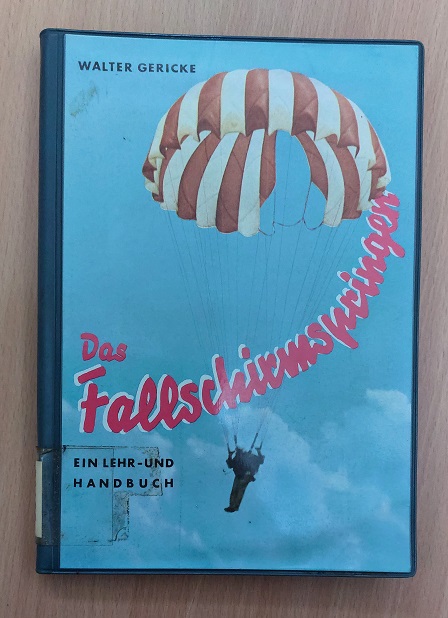 WALTER GERICKE
Das
Fallschirmspringen
EIN LEHR-UND
HANDBUCH